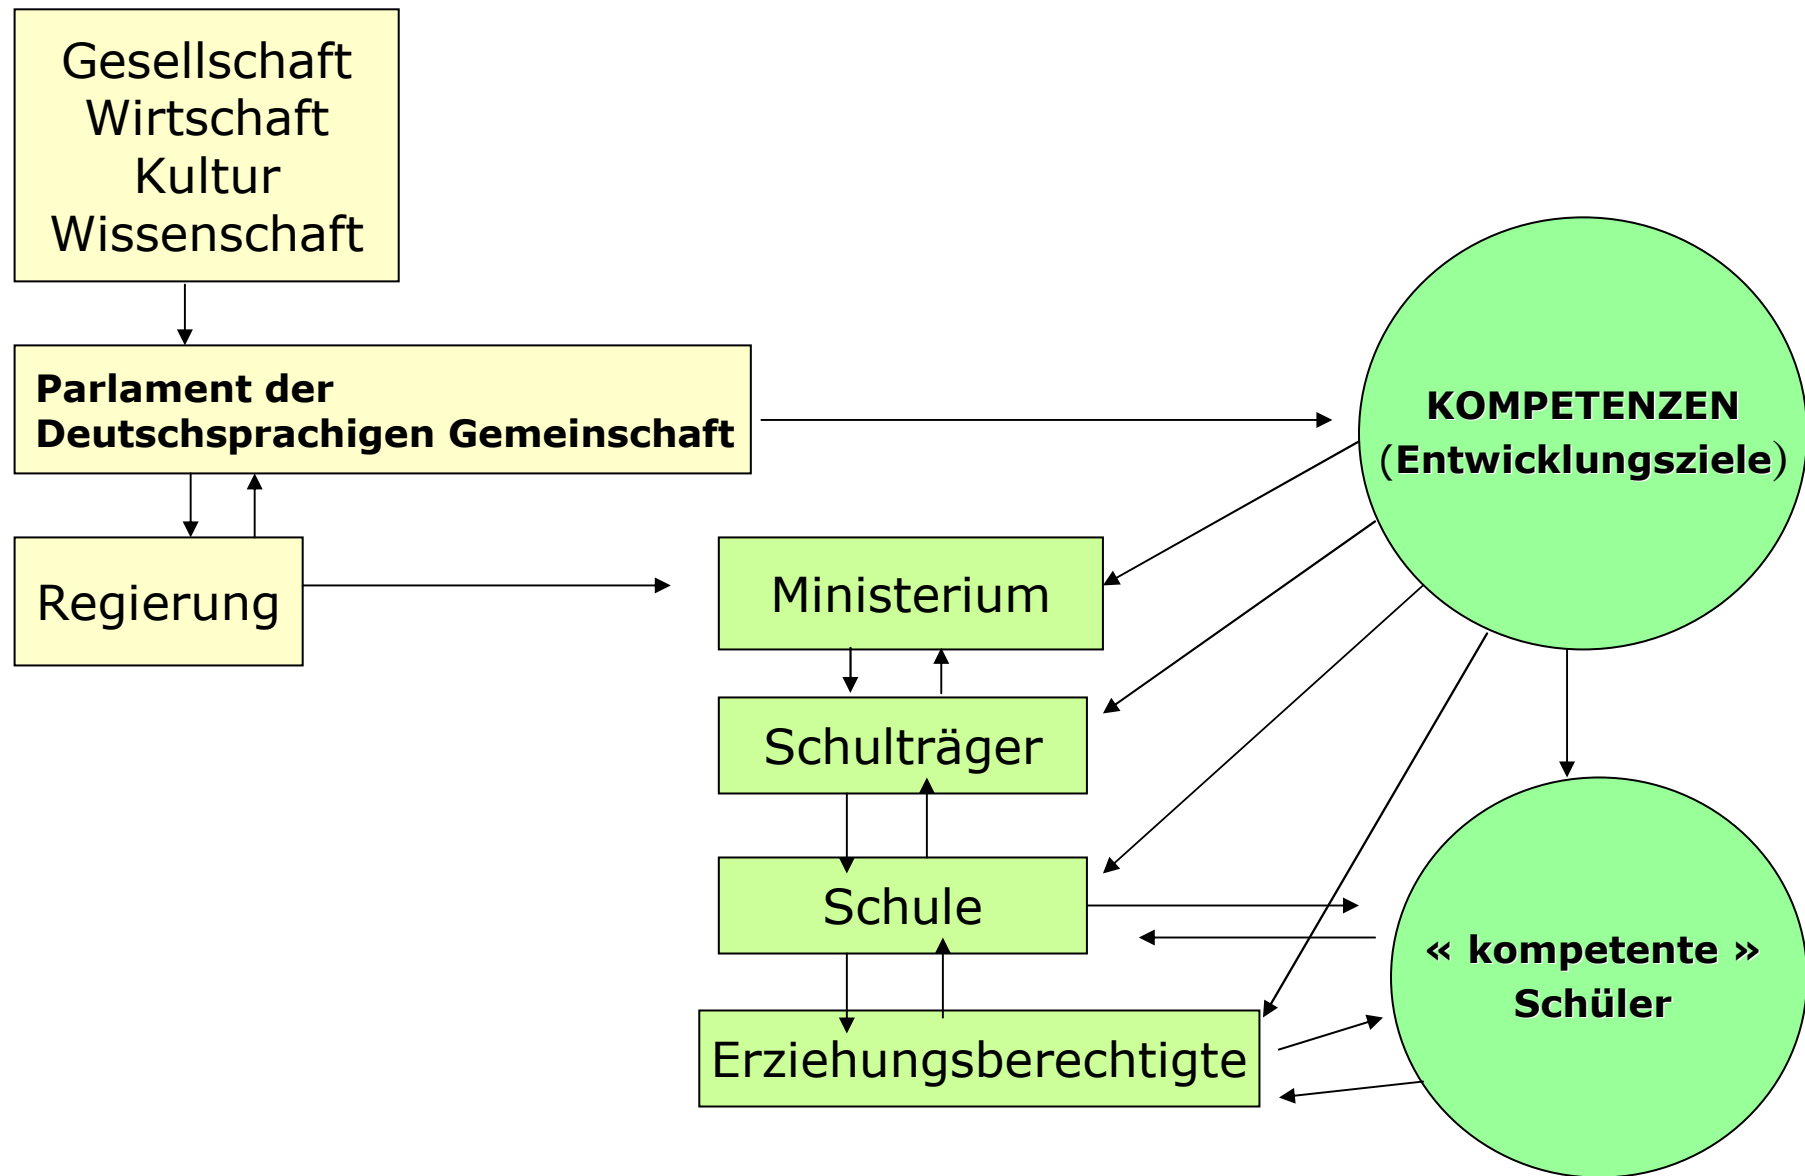 Gesellschaft
Wirtschaft
Kultur
Wissenschaft
Parlament der
Deutschsprachigen Gemeinschaft
Regierung
Ministerium
Schulträger
Schule
Erziehungsberechtigte
KOMPETENZEN
(Entwicklungsziele)
« kompetente »
Schüler